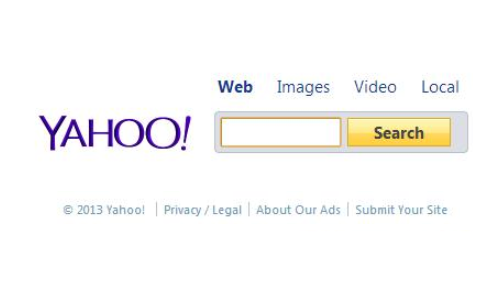 Web Images Video Local
YAHOO! Search
© 2013 Yahoo! | Privacy / Legal | About Our Ads | Submit Your Site